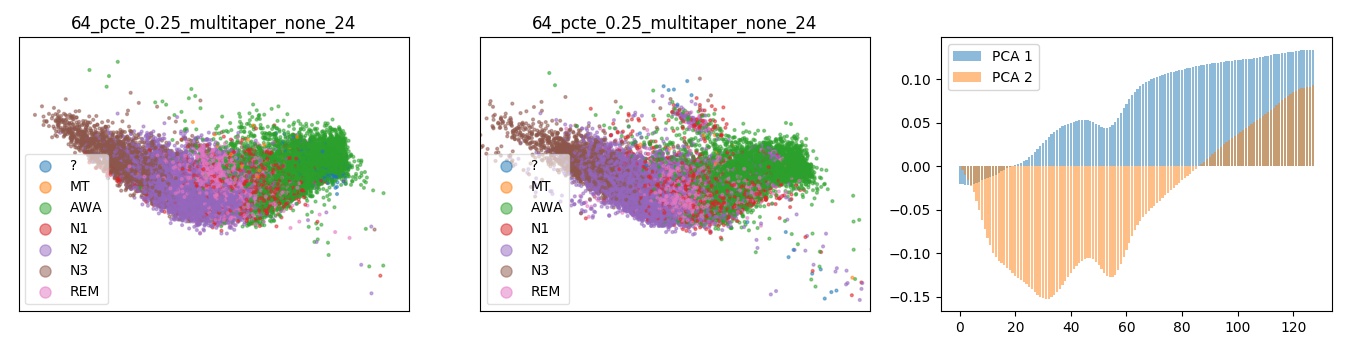 64_pcte_0.25_multitaper_none_24
?
MT
AWA
N1
N2
N3
REM
64_pcte_0.25_multitaper_none_24
?
MT
AWA
N1
N2
N3
REM
PCA 1
PCA 2
0.10
0.05
0.00
−0.05
−0.10
−0.15
0 20 40 60 80 100 120